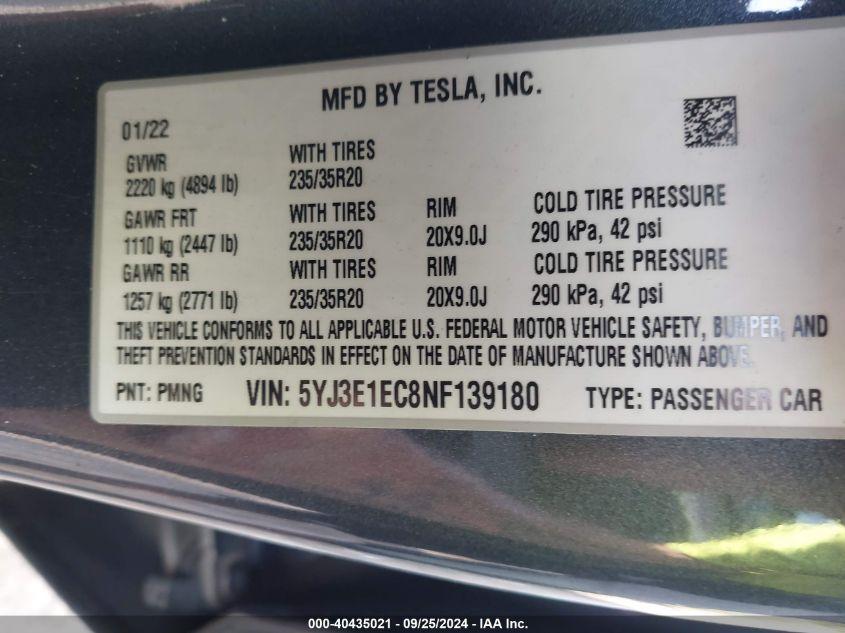 MFD BY TESLA, INC.
01/22
GVWR WITH TIRES
2220 kg (4894 lb) 235/35R20
GAWR FRT WITH TIRES RIM COLD TIRE PRESSURE
1110 kg (2447 lb) 235/35R20 20X9.0J 290 kPa, 42 psi
GAWR RR WITH TIRES RIM COLD TIRE PRESSURE
1257 kg (2771 lb) 235/35R20 20X9.0J 290 kPa, 42 psi
THIS VEHICLE CONFORMS TO ALL APPLICABLE U.S. FEDERAL MOTOR VEHICLE SAFETY, BUMPER, AND
THEFT PREVENTION STANDARDS IN EFFECT ON THE DATE OF MANUFACTURE SHOWN ABOVE.
PNT: PMNG VIN: 5YJ3E1EC8NF139180 TYPE: PASSENGER CAR
000-40435021 - 09/25/2024 - IAA Inc.